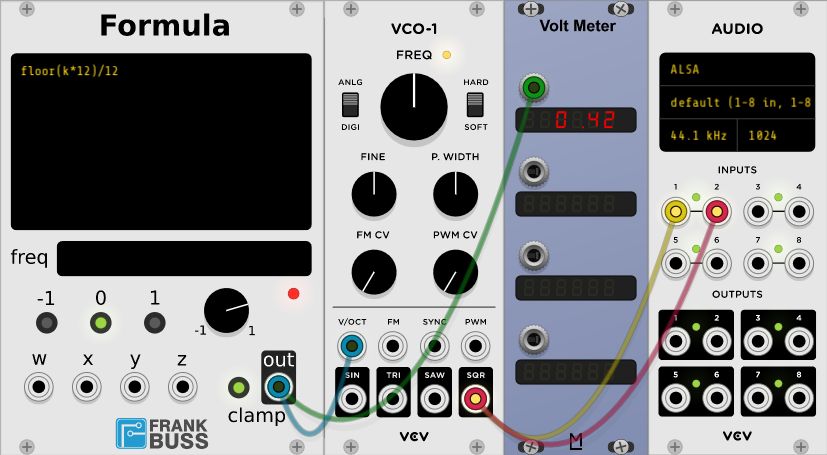 Formula
floor(k*12)/12
freq
-1 0 1
-1 1
w x y z
out
clamp
FRANK
BUSS
VCO-1
FREQ
ANLG HARD
DIGI SOFT
FINE P. WIDTH
FM CV PWM CV
V/OCT FM SYNC PWM
SIN TRI SAW SQR
VCV
Volt Meter
0.42
M
AUDIO
ALSA
default (1-8 in, 1-8
44.1 kHz 1024
INPUTS
1 2 3 4
5 6 7 8
OUTPUTS
1 2 3 4
5 6 7 8
VCV